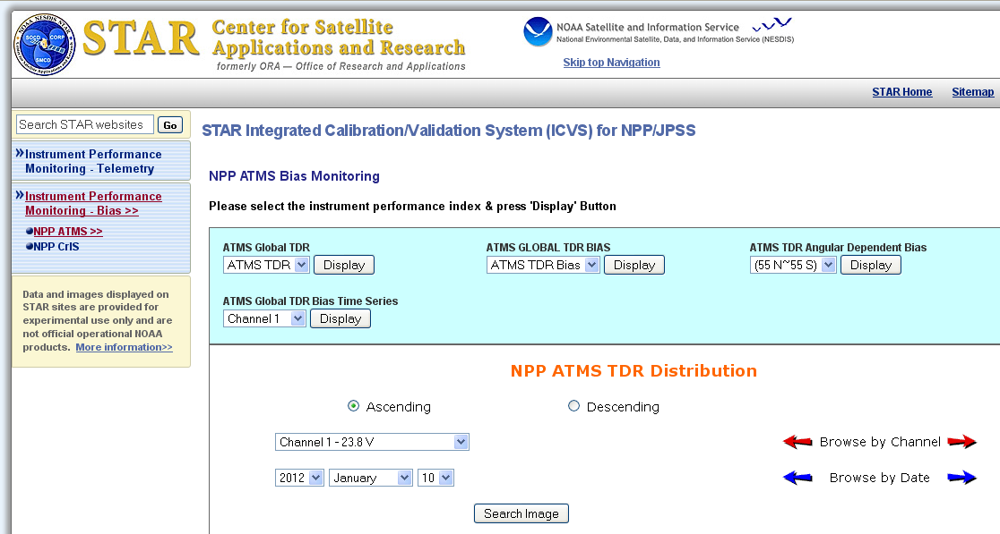 NOAA NESDIS STAR
SOCD CORP
SMCD
STAR Center for Satellite
Applications and Research
formerly ORA — Office of Research and Applications
NOAA Satellite and Information Service
National Environmental Satellite, Data, and Information Service (NESDIS)
Skip top Navigation
STAR Home Sitemap
Search STAR websites Go
»Instrument Performance
Monitoring - Telemetry
»Instrument Performance
Monitoring - Bias >>
NPP ATMS >>
NPP CrIS
Data and images displayed on
STAR sites are provided for
experimental use only and are
not official operational NOAA
products. More information>>
STAR Integrated Calibration/Validation System (ICVS) for NPP/JPSS
NPP ATMS Bias Monitoring
Please select the instrument performance index & press 'Display' Button
ATMS Global TDR ATMS GLOBAL TDR BIAS ATMS TDR Angular Dependent Bias
ATMS TDR Display ATMS TDR Bias Display (55 N~55 S) Display
ATMS Global TDR Bias Time Series
Channel 1 Display
NPP ATMS TDR Distribution
Ascending Descending
Channel 1 - 23.8 V Browse by Channel
2012 January 10 Browse by Date
Search Image